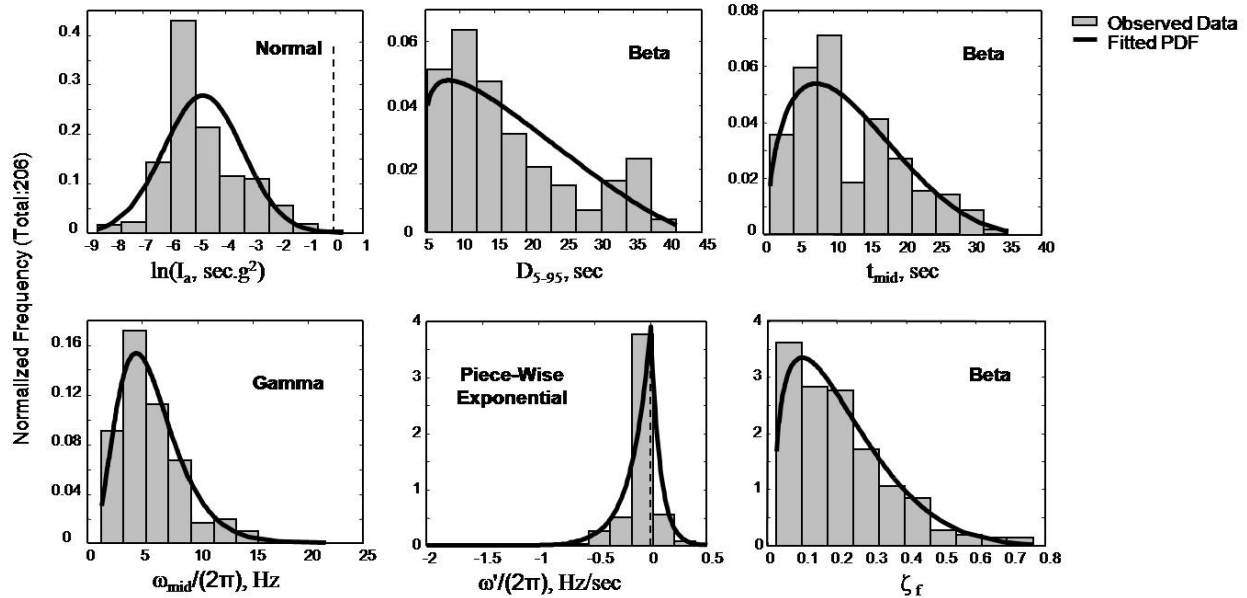 Normalized Frequency (Total:206)
0.4
0.3
0.2
0.1
0
Normal
-9 -8 -7 -6 -5 -4 -3 -2 -1 0 1
ln(Iₐ, sec.g²)
0.06
0.04
0.02
0
Beta
5 10 15 20 25 30 35 40 45
D₅₋₉₅, sec
0.08
0.06
0.04
0.02
0
Beta
0 5 10 15 20 25 30 35 40
t_mid, sec
Observed Data
Fitted PDF
0.16
0.12
0.08
0.04
0
Gamma
0 5 10 15 20 25
ω_mid/(2π), Hz
4
3
2
1
0
Piece-Wise
Exponential
-2 -1.5 -1 -0.5 0 0.5
ω'/(2π), Hz/sec
4
3
2
1
0
Beta
0 0.1 0.2 0.3 0.4 0.5 0.6 0.7 0.8
ζ_f